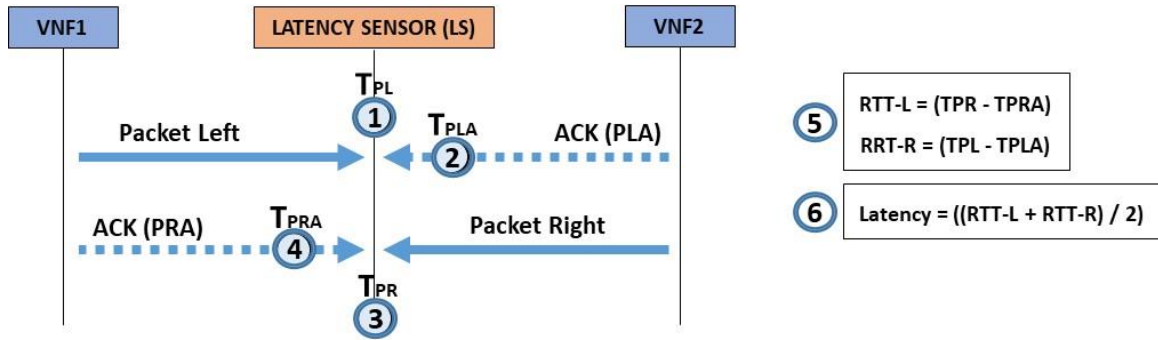 VNF1
LATENCY SENSOR (LS)
VNF2
TPL
1
Packet Left
TPLA
2
ACK (PLA)
ACK (PRA)
TPRA
4
Packet Right
TPR
3
5
RTT-L = (TPR - TPRA)
RRT-R = (TPL - TPLA)
6
Latency = ((RTT-L + RTT-R) / 2)